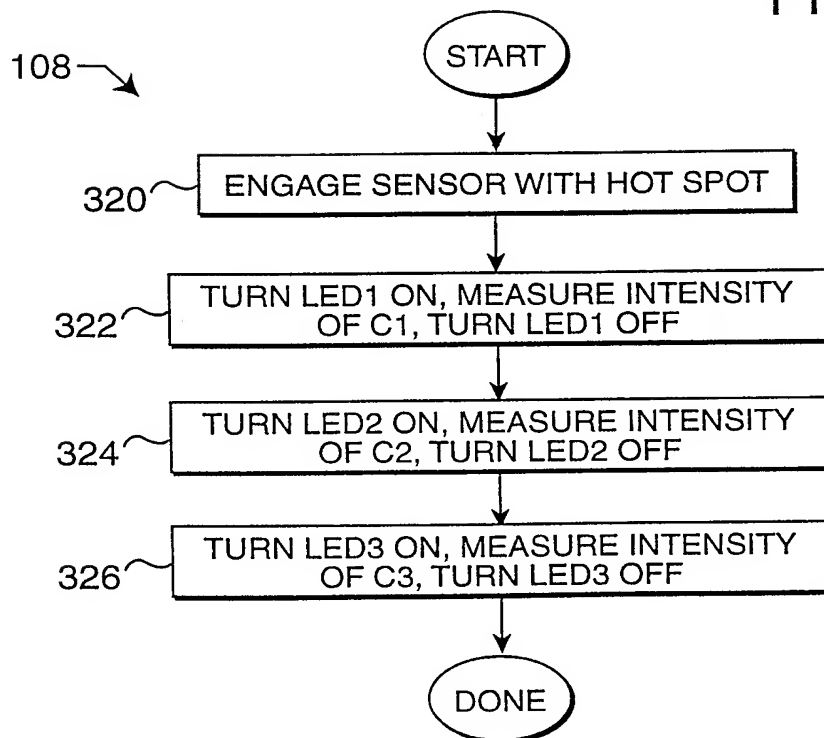 108
START
320
ENGAGE SENSOR WITH HOT SPOT
322
TURN LED1 ON, MEASURE INTENSITY
OF C1, TURN LED1 OFF
324
TURN LED2 ON, MEASURE INTENSITY
OF C2, TURN LED2 OFF
326
TURN LED3 ON, MEASURE INTENSITY
OF C3, TURN LED3 OFF
DONE